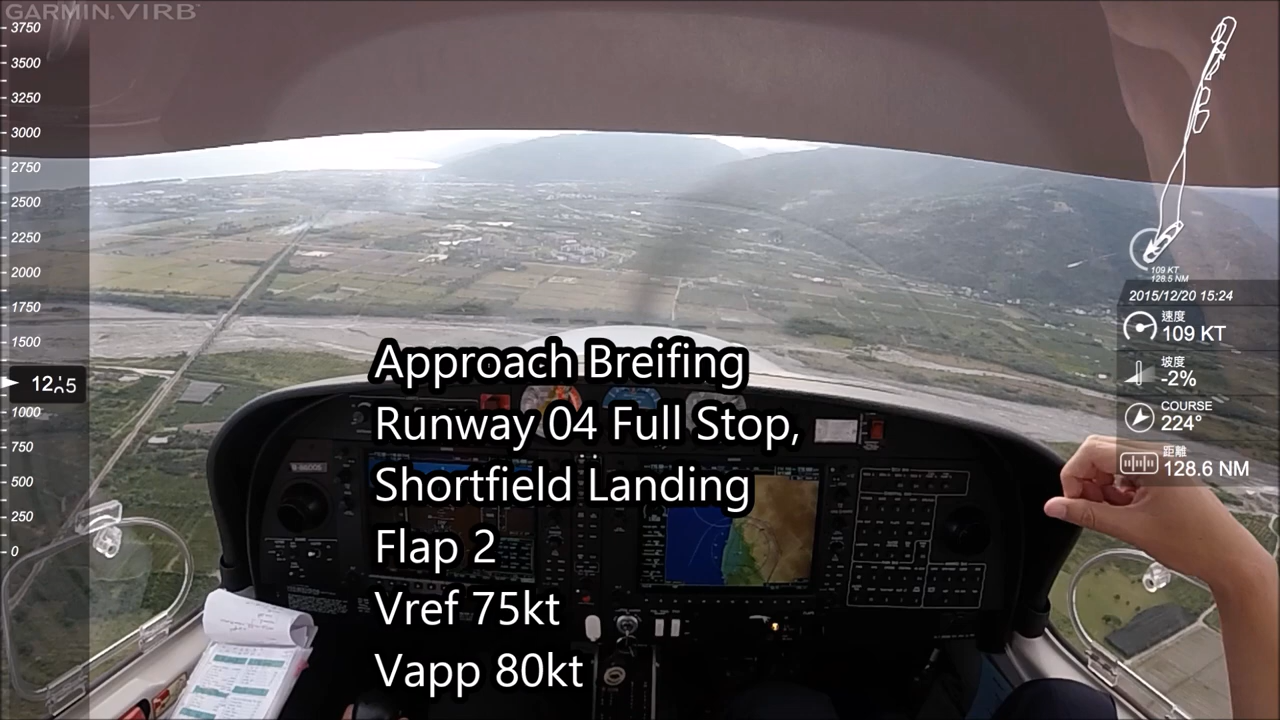 GARMIN.VIRB
3750
3500
3250
3000
2750
2500
2250
2000
1750
1500
1000
750
500
250
0
109 KT
128.5 NM
2015/12/20 15:24
速度
109 KT
坡度
-2%
COURSE
224°
距離
128.6 NM
Approach Breifing
Runway 04 Full Stop,
Shortfield Landing
Flap 2
Vref 75kt
Vapp 80kt